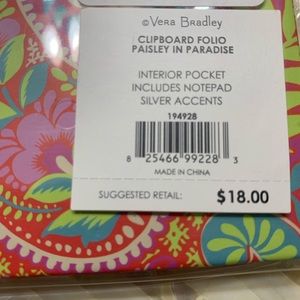 ©Vera Bradley
CLIPBOARD FOLIO
PAISLEY IN PARADISE
INTERIOR POCKET
INCLUDES NOTEPAD
SILVER ACCENTS
194928
8 25466 99228 3
MADE IN CHINA
SUGGESTED RETAIL: $18.00